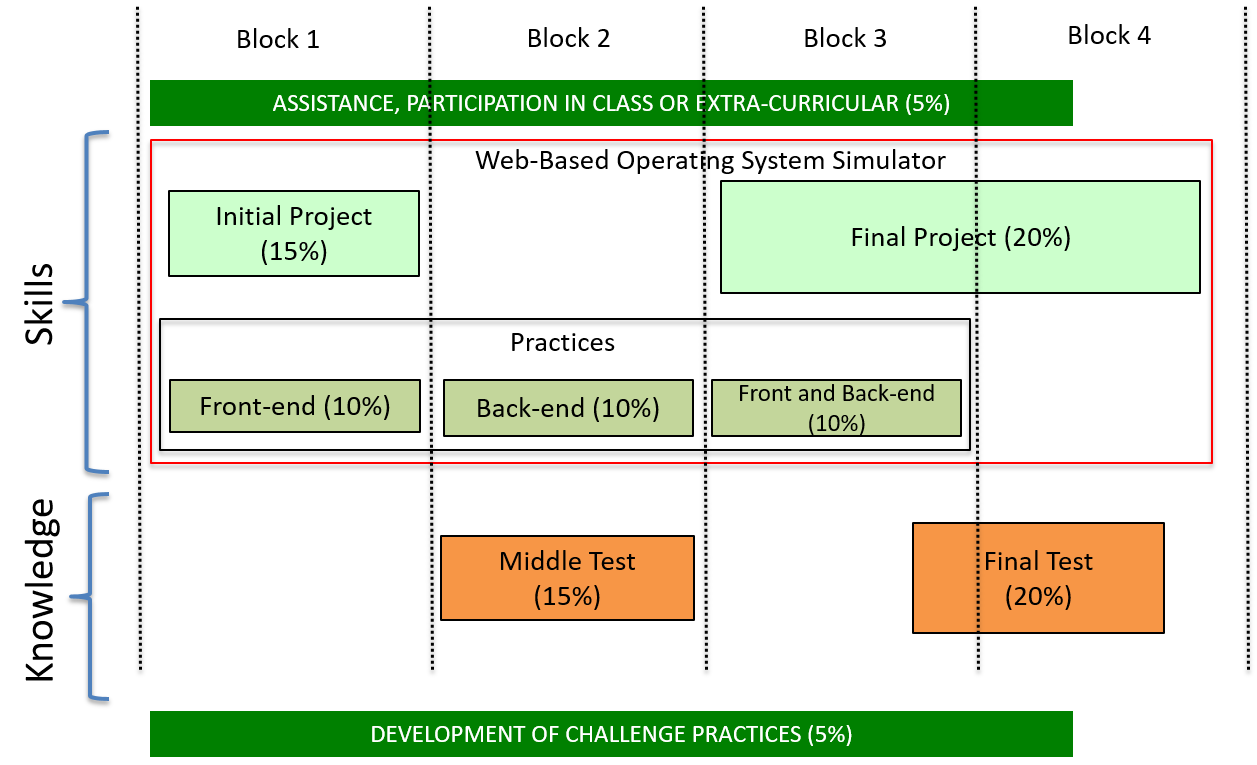 Block 1
Block 2
Block 3
Block 4
ASSISTANCE, PARTICIPATION IN CLASS OR EXTRA-CURRICULAR (5%)
Skills
Web-Based Operating System Simulator
Initial Project
(15%)
Final Project (20%)
Practices
Front-end (10%)
Back-end (10%)
Front and Back-end
(10%)
Knowledge
Middle Test
(15%)
Final Test
(20%)
DEVELOPMENT OF CHALLENGE PRACTICES (5%)